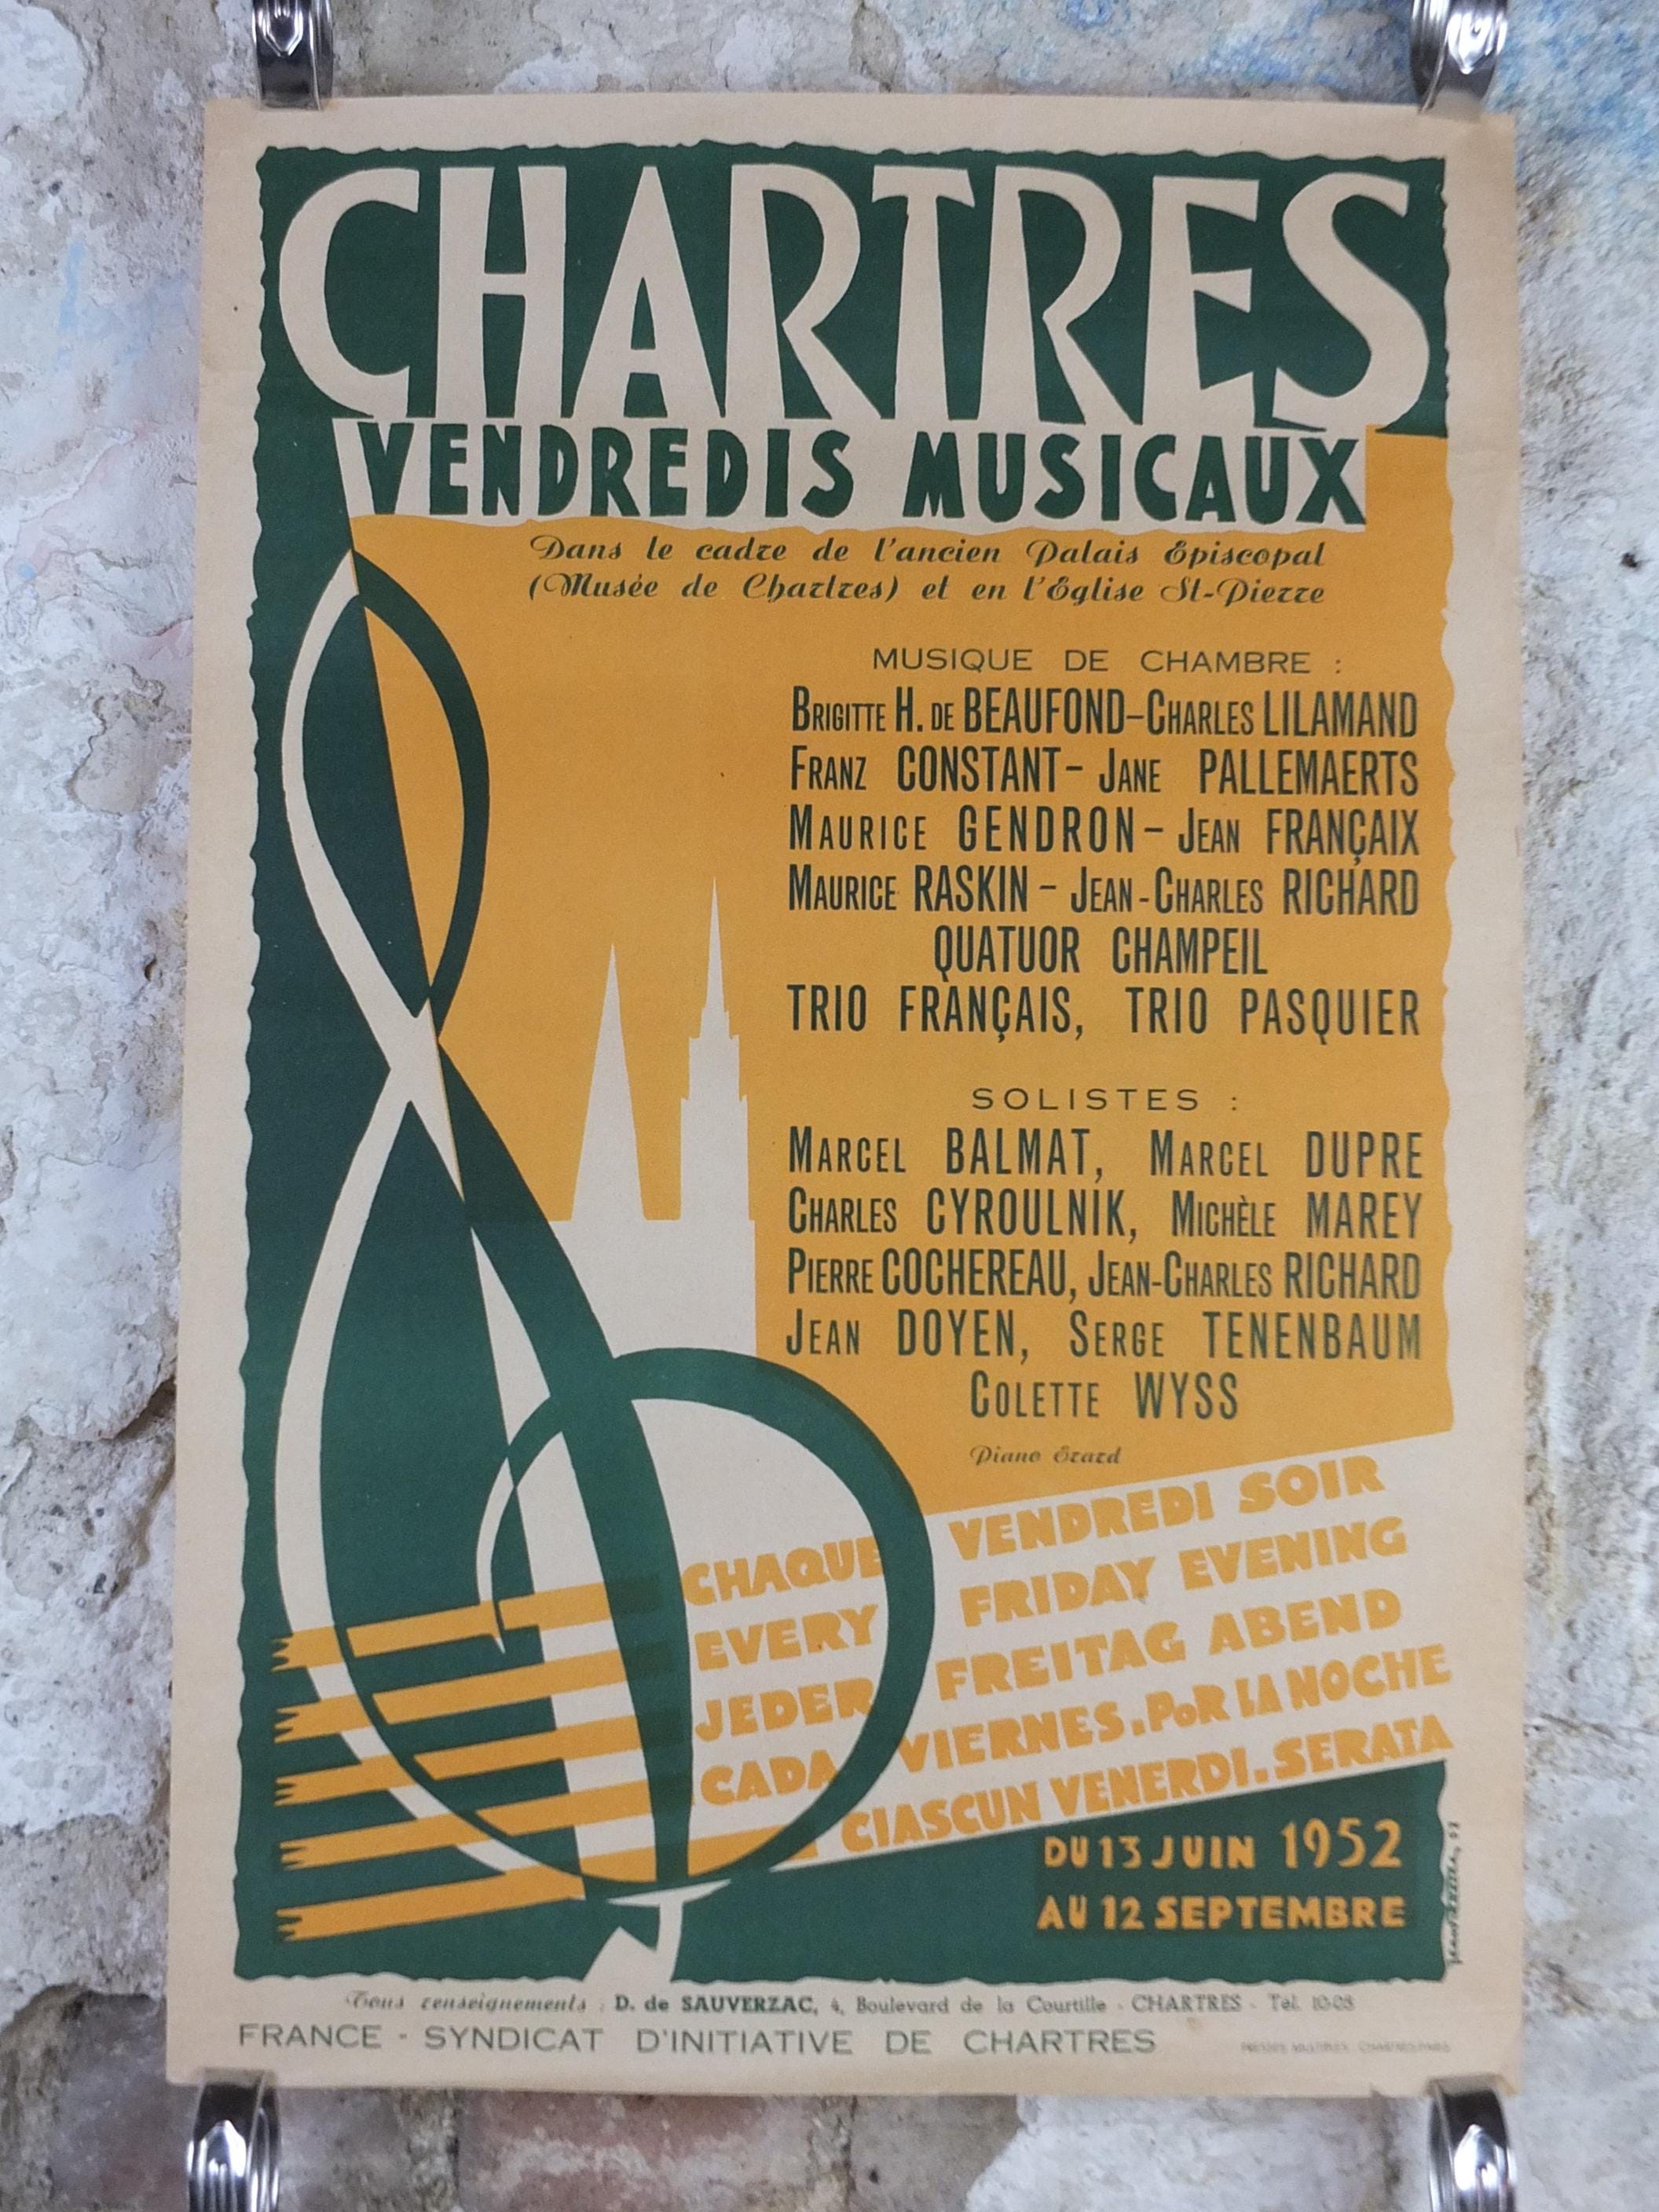 CHARTRES
VENDREDIS MUSICAUX
Dans le cadre de l'ancien Palais Episcopal
(Musée de Chartres) et en l'Église St-Pierre
MUSIQUE DE CHAMBRE :
BRIGITTE H. DE BEAUFOND-CHARLES LILAMAND
FRANZ CONSTANT - JANE PALLEMAERTS
MAURICE GENDRON - JEAN FRANÇAIX
MAURICE RASKIN - JEAN-CHARLES RICHARD
QUATUOR CHAMPEIL
TRIO FRANÇAIS, TRIO PASQUIER
SOLISTES :
MARCEL BALMAT, MARCEL DUPRE
CHARLES CYROULNIK, MICHÈLE MAREY
PIERRE COCHEREAU, JEAN-CHARLES RICHARD
JEAN DOYEN, SERGE TENENBAUM
COLETTE WYSS
Piano Erard
CHAQUE VENDREDI SOIR
EVERY FRIDAY EVENING
JEDER FREITAG ABEND
CADA VIERNES. POR LA NOCHE
CIASCUN VENERDI. SERATA
DU 13 JUIN 1952
AU 12 SEPTEMBRE
Tous renseignements : D. de SAUVERZAC, 4, Boulevard de la Courtille - CHARTRES - Tél. 10-03
FRANCE - SYNDICAT D'INITIATIVE DE CHARTRES